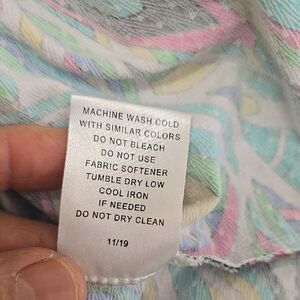 MACHINE WASH COLD
WITH SIMILAR COLORS
DO NOT BLEACH
DO NOT USE
FABRIC SOFTENER
TUMBLE DRY LOW
COOL IRON
IF NEEDED
DO NOT DRY CLEAN
11/19